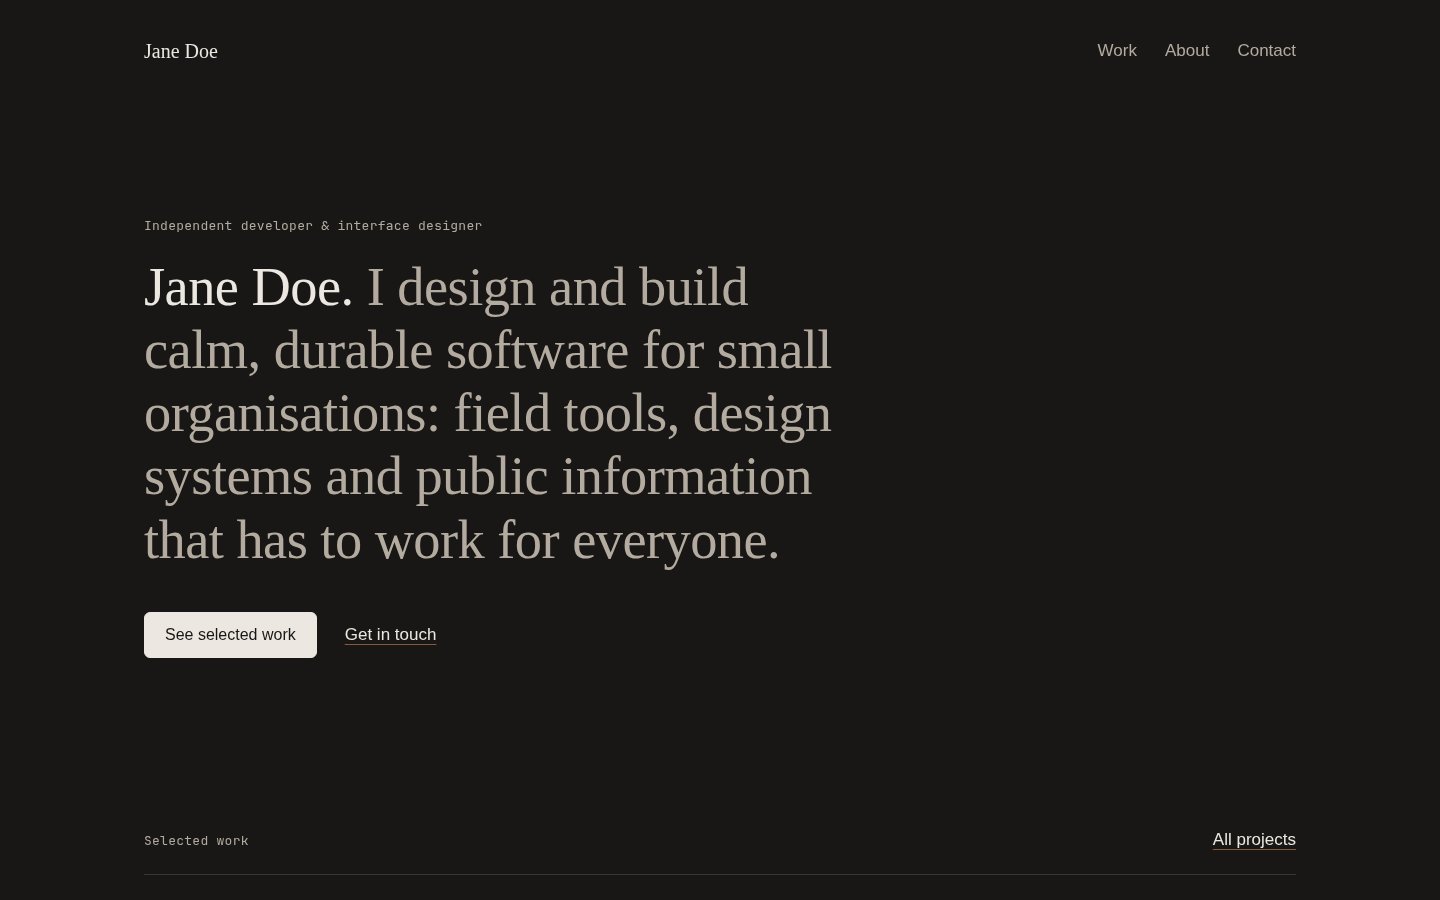 Jane Doe
Work About Contact
Independent developer & interface designer
Jane Doe. I design and build
calm, durable software for small
organisations: field tools, design
systems and public information
that has to work for everyone.
See selected work Get in touch
Selected work All projects